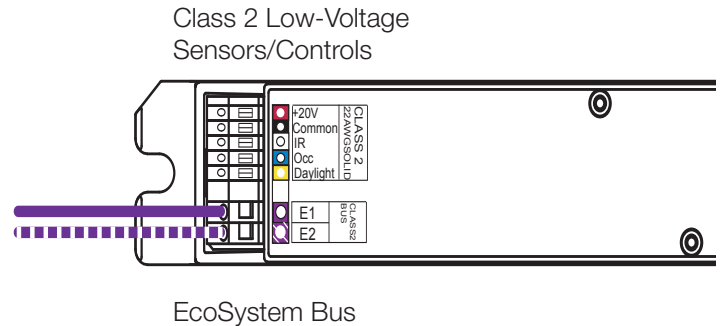 Class 2 Low-Voltage
Sensors/Controls
+20V
Common
IR
Occ
Daylight
CLASS 2
22AWGSOLID
E1
E2
CLASS2
BUS
EcoSystem Bus